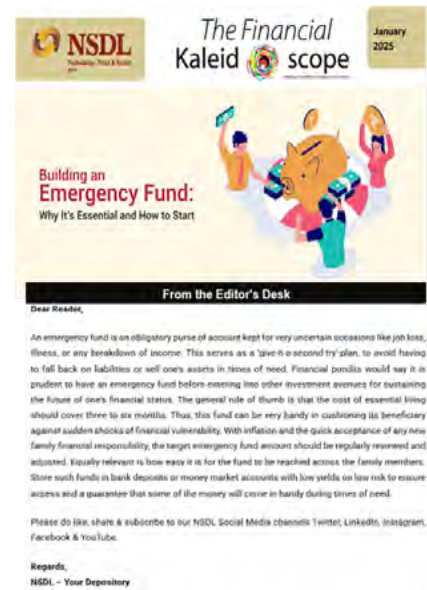 NSDL
Technology, Trust & Reach
The Financial
Kaleid scope
January
2025
Building an
Emergency Fund:
Why It's Essential and How to Start
From the Editor's Desk
Dear Reader,
An emergency fund is an obligatory purse of account kept for very uncertain occasions like job loss,
illness, or any breakdown of income. This serves as a 'give-it-a-second try'-plan, to avoid having
to fall back on liabilities or sell one's assets in times of need. Financial pundits would say it is
prudent to have an emergency fund before entering into other investment avenues for sustaining
the future of one's financial status. The general rule of thumb is that the cost of essential living
should cover three to six months. Thus, this fund can be very handy in cushioning its beneficiary
against sudden shocks of financial vulnerability. With inflation and the quick acceptance of any new
family financial responsibility, the target emergency fund amount should be regularly reviewed and
adjusted. Equally relevant is how easy it is for the fund to be reached across the family members.
Store such funds in bank deposits or money market accounts with low yields on low risk to ensure
access and a guarantee that some of the money will come in handy during times of need.
Please do like, share & subscribe to our NSDL Social Media channels Twitter, LinkedIn, Instagram,
Facebook & YouTube.
Regards,
NSDL – Your Depository